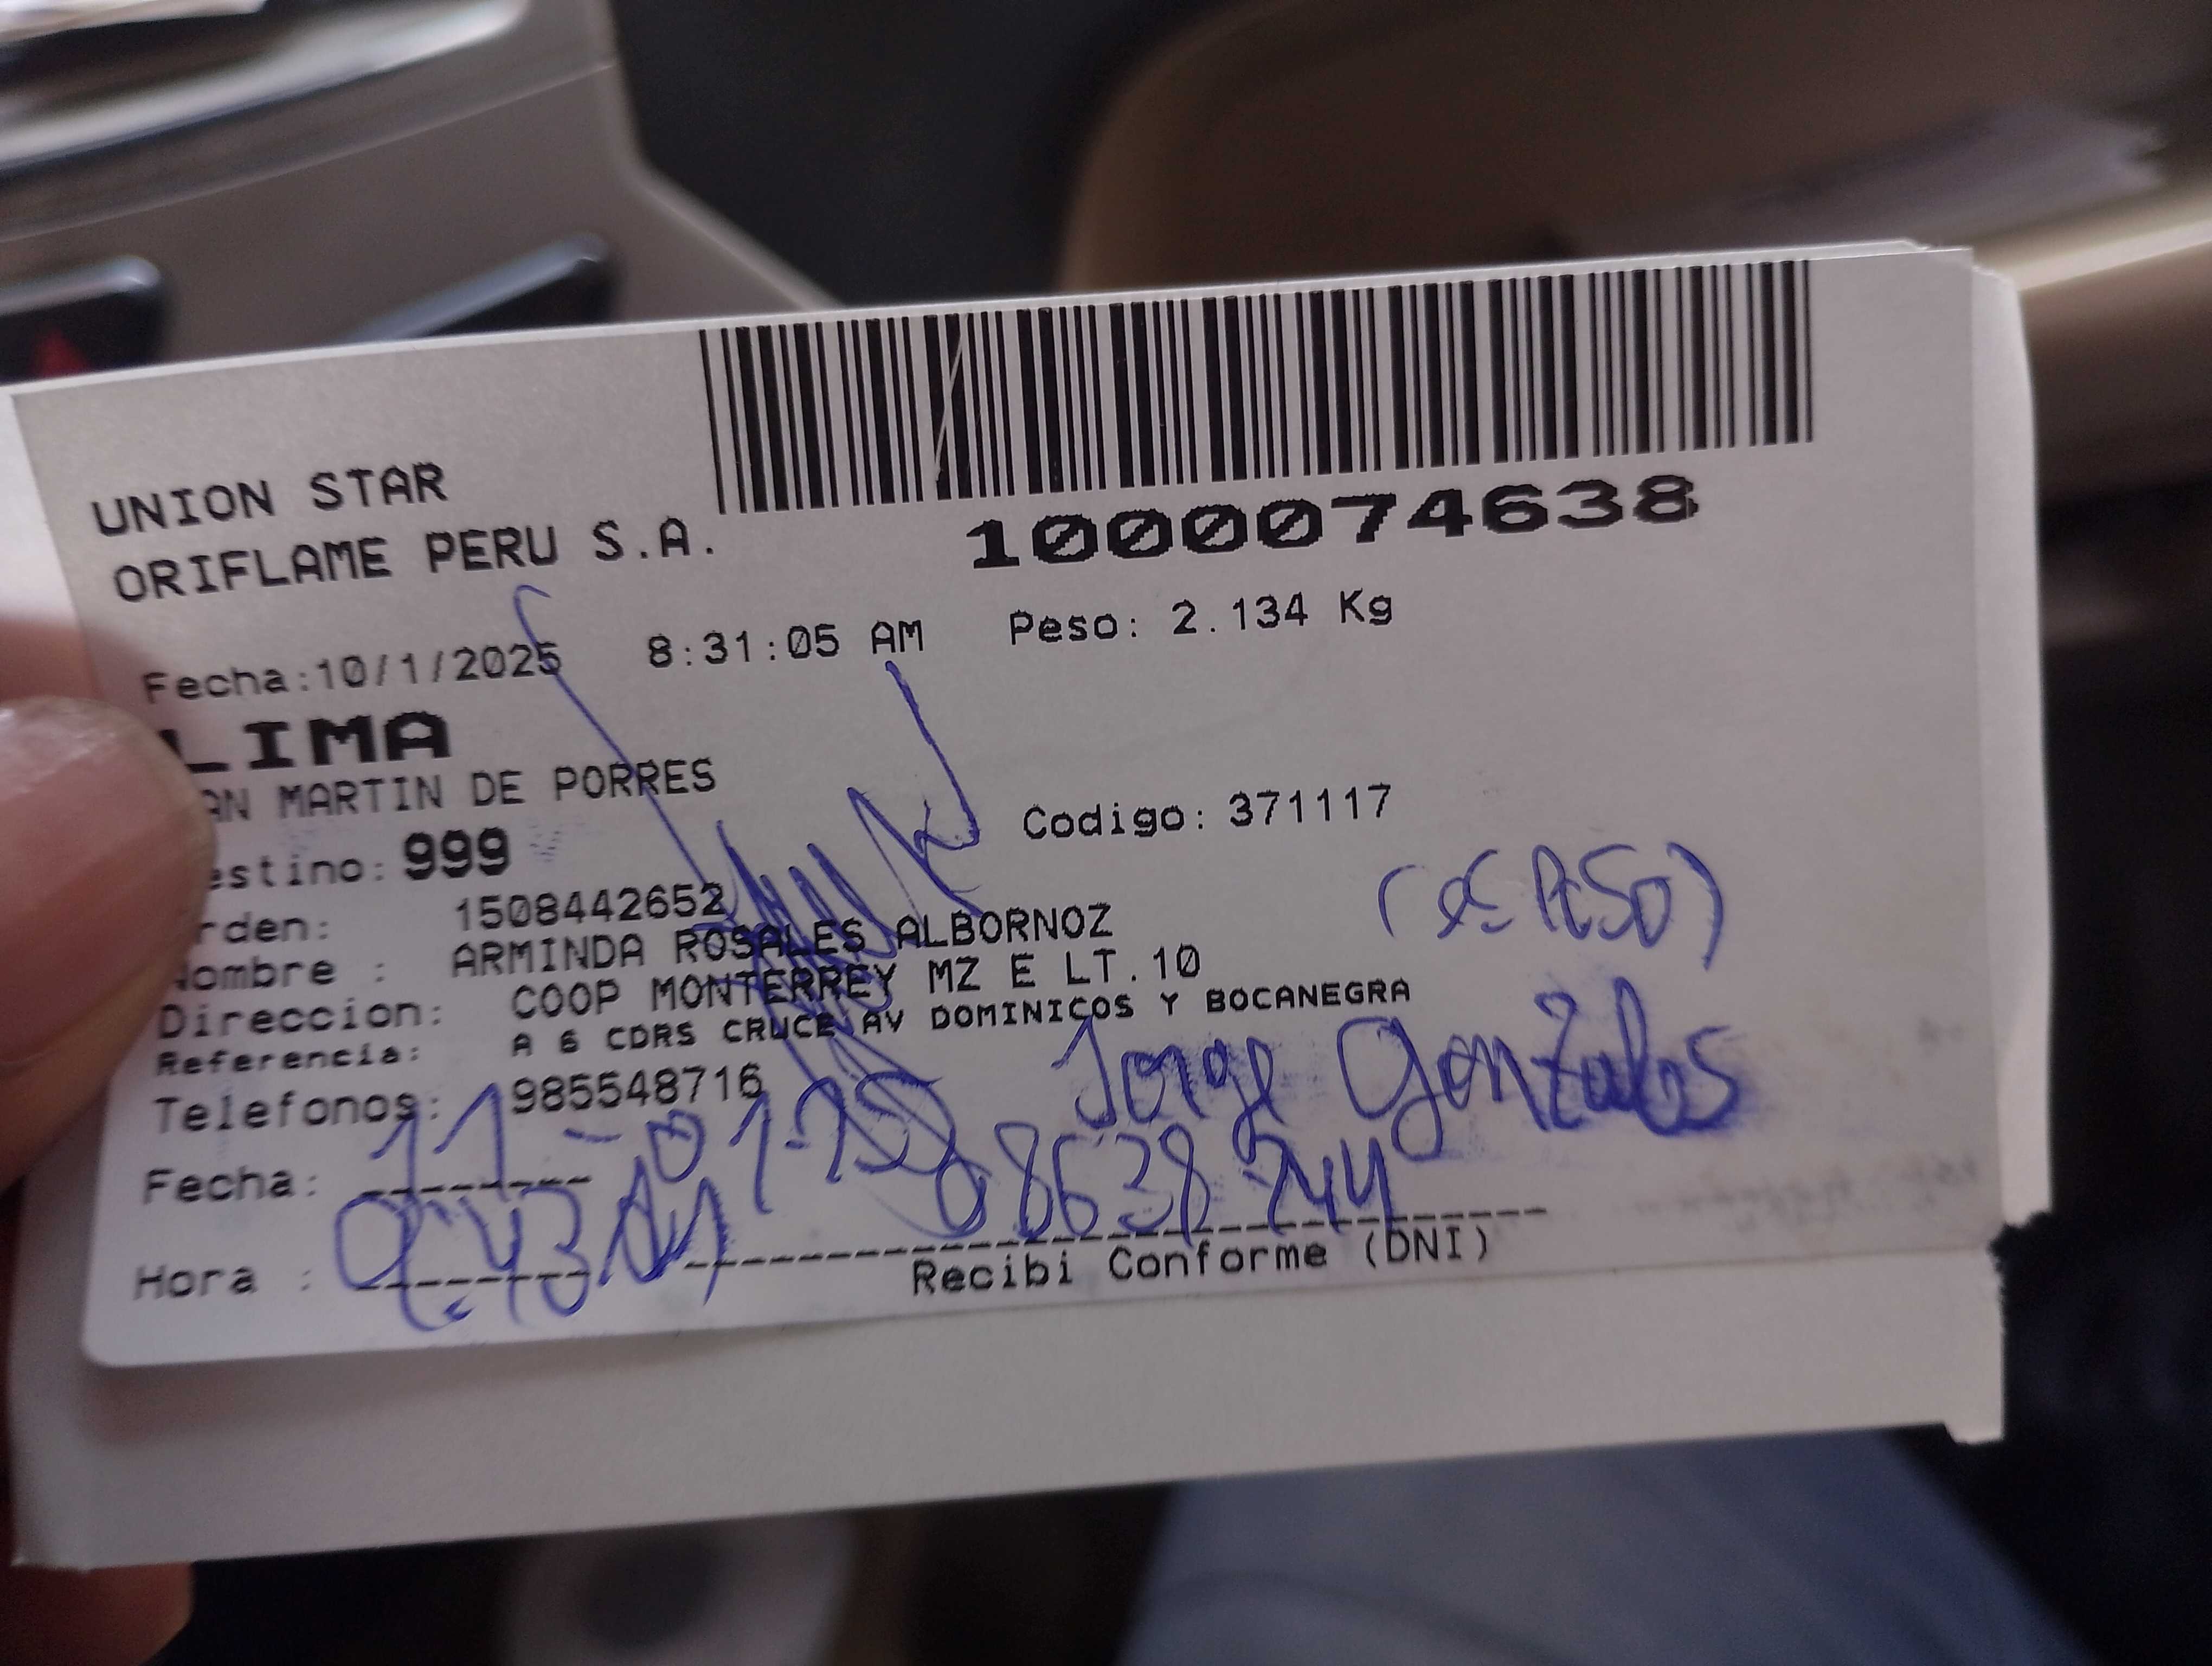 UNION STAR
ORIFLAME PERU S.A.
1000074638
Fecha:10/1/2025 8:31:05 AM Peso: 2.134 Kg
LIMA
AN MARTIN DE PORRES
estino: 999 Codigo: 371117
rden: 1508442652
ombre : ARMINDA ROSALES ALBORNOZ
Direccion: COOP MONTERREY MZ E LT.10
Referencia: A 6 CDRS CRUCE AV DOMINICOS Y BOCANEGRA
Telefonos: 985548716
Jorge Gonzales
Fecha: 11-01-25
08638744
Hora : 9:43 AM
Recibi Conforme (DNI)